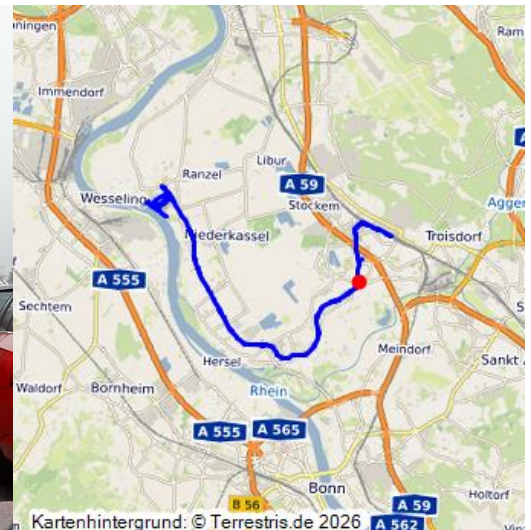 Immendorf
Ranzel
Libur
Wesseling
A 59
Stockem
Agger
Niederkassel
Troisdorf
A 555
Sechtem
Meindorf
Hersel
Sankt
Waldorf
Bornheim
Rhein
A 555
A 565
Holtorf
B 56
Bonn
A 59
A 562
Kartenhintergrund: © Terrestris.de 2026